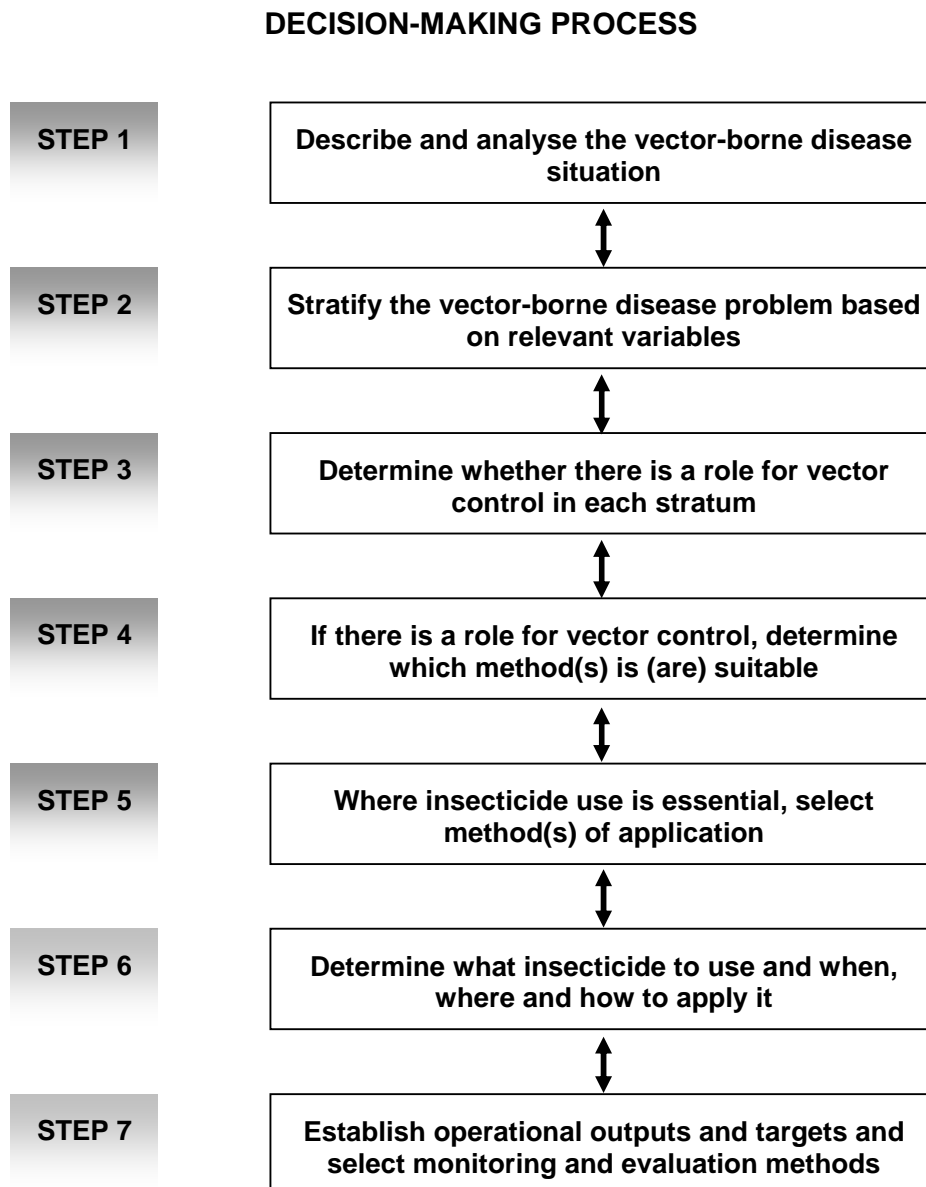 DECISION-MAKING PROCESS
STEP 1
Describe and analyse the vector-borne disease
situation
STEP 2
Stratify the vector-borne disease problem based
on relevant variables
STEP 3
Determine whether there is a role for vector
control in each stratum
STEP 4
If there is a role for vector control, determine
which method(s) is (are) suitable
STEP 5
Where insecticide use is essential, select
method(s) of application
STEP 6
Determine what insecticide to use and when,
where and how to apply it
STEP 7
Establish operational outputs and targets and
select monitoring and evaluation methods